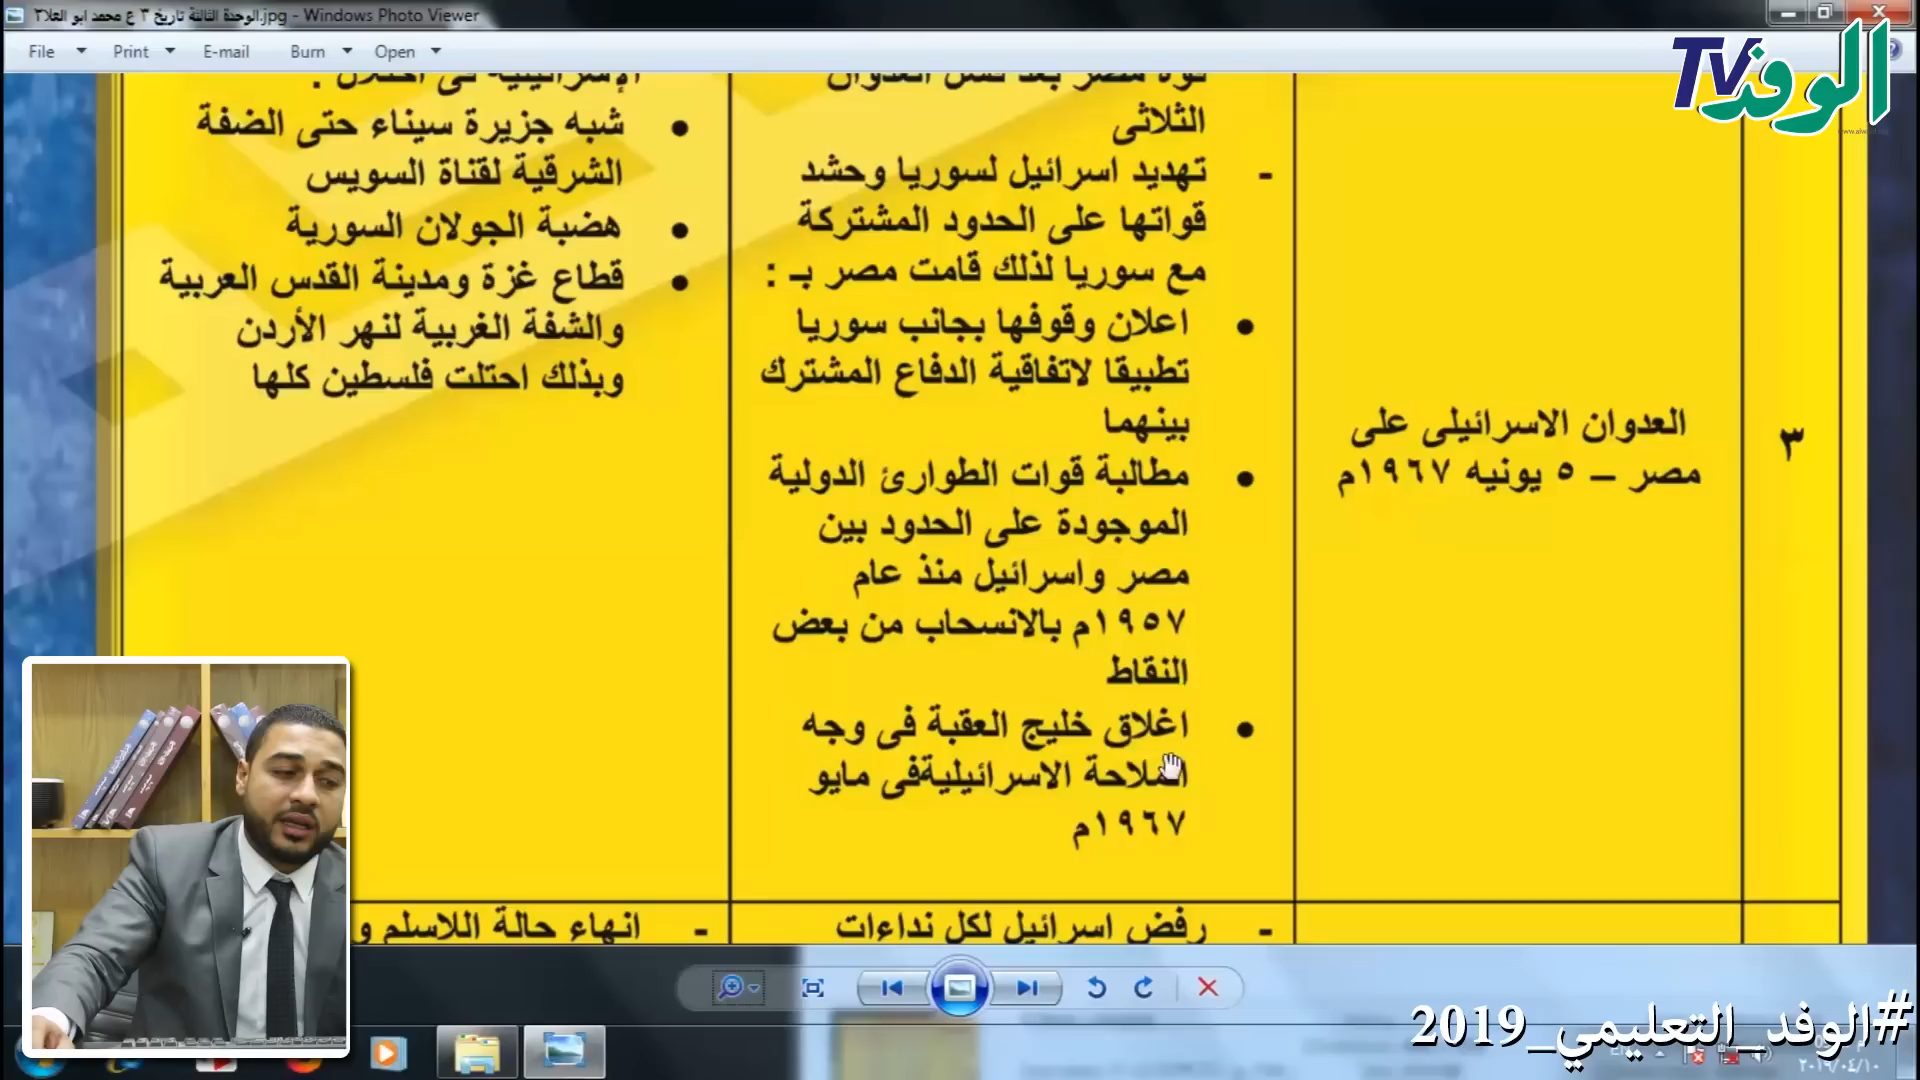 الوحدة الثالثة تاريخ ٣ ع محمد ابو العلا٣.jpg - Windows Photo Viewer
File Print E-mail Burn Open
الوفد TV
٣
العدوان الاسرائيلى على
مصر – ٥ يونيه ١٩٦٧م
الثلاثى
- تهديد اسرائيل لسوريا وحشد
قواتها على الحدود المشتركة
مع سوريا لذلك قامت مصر بـ :
• اعلان وقوفها بجانب سوريا
تطبيقا لاتفاقية الدفاع المشترك
بينهما
• مطالبة قوات الطوارئ الدولية
الموجودة على الحدود بين
مصر واسرائيل منذ عام
١٩٥٧م بالانسحاب من بعض
النقاط
• اغلاق خليج العقبة فى وجه
الملاحة الاسرائيليةفى مايو
١٩٦٧م
• شبه جزيرة سيناء حتى الضفة
الشرقية لقناة السويس
• هضبة الجولان السورية
• قطاع غزة ومدينة القدس العربية
والشفة الغربية لنهر الأردن
وبذلك احتلت فلسطين كلها
- رفض اسرائيل لكل نداءات
- انهاء حالة اللاسلم و
#الوفد_التعليمي_2019
٢٠١٩/٠٤/١٠